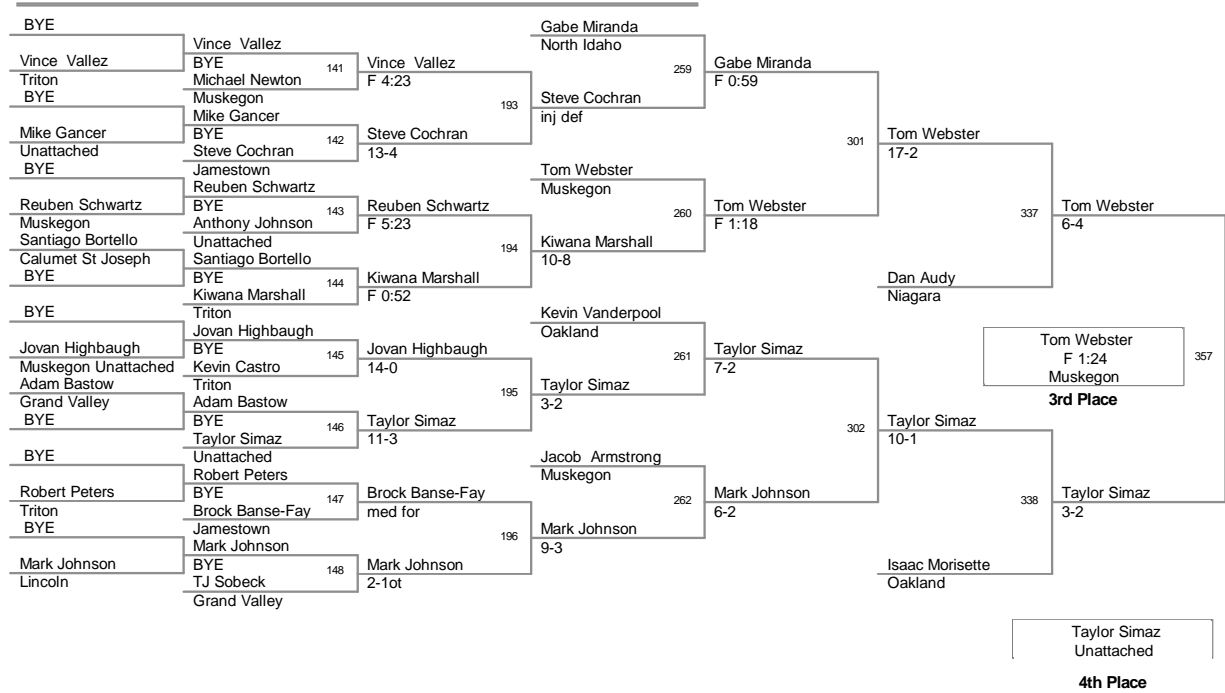 BYE
Vince Vallez
Triton
BYE
Mike Gancer
Unattached
BYE
Reuben Schwartz
Muskegon
Santiago Bortello
Calumet St Joseph
BYE
BYE
Jovan Highbaugh
Muskegon Unattached
Adam Bastow
Grand Valley
BYE
BYE
Robert Peters
Triton
BYE
Mark Johnson
Lincoln
Vince Vallez
BYE
141
Michael Newton
Muskegon
Mike Gancer
BYE
142
Steve Cochran
Jamestown
Reuben Schwartz
BYE
143
Anthony Johnson
Unattached
Santiago Bortello
BYE
144
Kiwana Marshall
Triton
Jovan Highbaugh
BYE
145
Kevin Castro
Triton
Adam Bastow
BYE
146
Taylor Simaz
Unattached
Robert Peters
BYE
147
Brock Banse-Fay
Jamestown
Mark Johnson
BYE
148
TJ Sobeck
Grand Valley
Vince Vallez
F 4:23
193
Steve Cochran
13-4
Reuben Schwartz
F 5:23
194
Kiwana Marshall
F 0:52
Jovan Highbaugh
14-0
195
Taylor Simaz
11-3
Brock Banse-Fay
med for
196
Mark Johnson
2-1ot
Gabe Miranda
North Idaho
259
Steve Cochran
inj def
Tom Webster
Muskegon
260
Kiwana Marshall
10-8
Kevin Vanderpool
Oakland
261
Taylor Simaz
3-2
Jacob Armstrong
Muskegon
262
Mark Johnson
9-3
Gabe Miranda
F 0:59
301
Tom Webster
F 1:18
Taylor Simaz
7-2
302
Mark Johnson
6-2
Tom Webster
17-2
337
Dan Audy
Niagara
Taylor Simaz
10-1
338
Isaac Morisette
Oakland
Tom Webster
6-4
Tom Webster
F 1:24
Muskegon
357
3rd Place
Taylor Simaz
3-2
Taylor Simaz
Unattached
4th Place